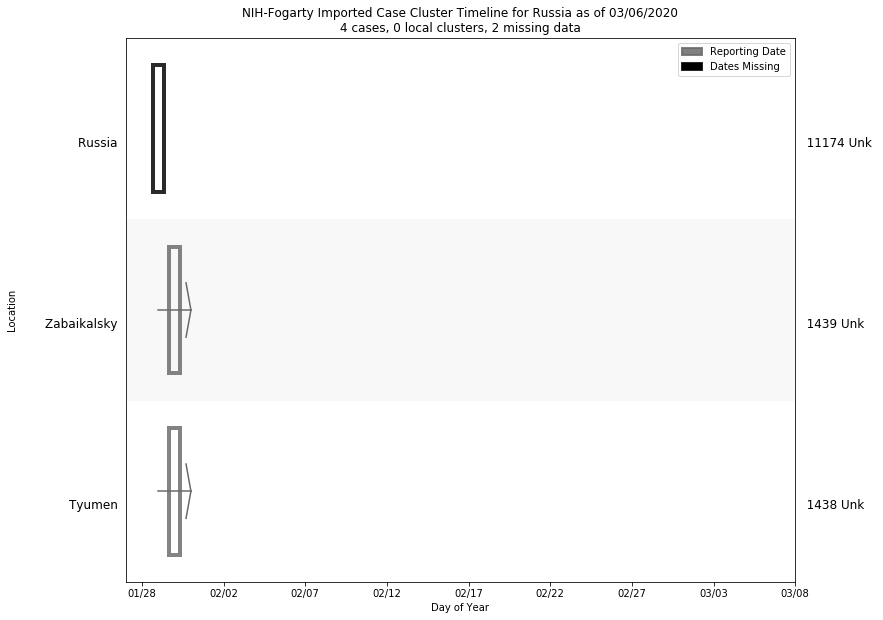 NIH-Fogarty Imported Case Cluster Timeline for Russia as of 03/06/2020
4 cases, 0 local clusters, 2 missing data
Reporting Date
Dates Missing
Russia
11174 Unk
Zabaikalsky
1439 Unk
Tyumen
1438 Unk
Location
01/28 02/02 02/07 02/12 02/17 02/22 02/27 03/03 03/08
Day of Year